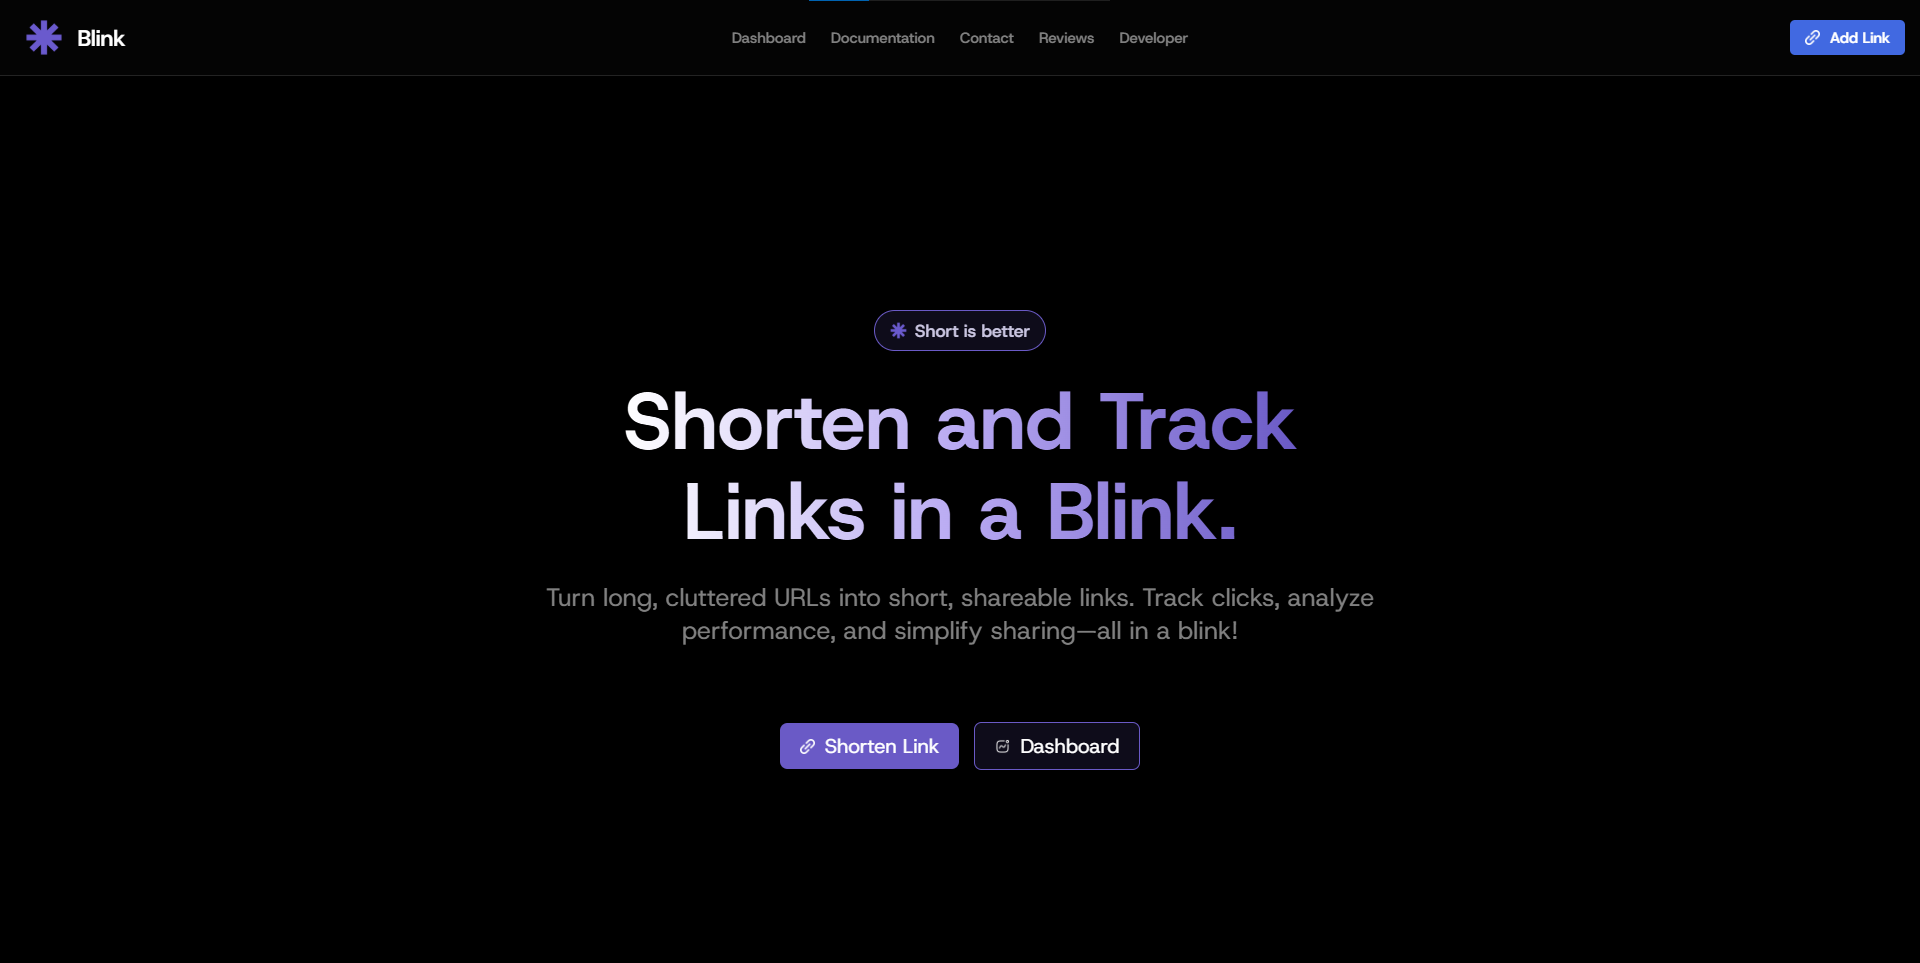 Blink
Dashboard
Documentation
Contact
Reviews
Developer
Add Link
Short is better
Shorten and Track
Links in a Blink.
Turn long, cluttered URLs into short, shareable links. Track clicks, analyze
performance, and simplify sharing—all in a blink!
Shorten Link
Dashboard